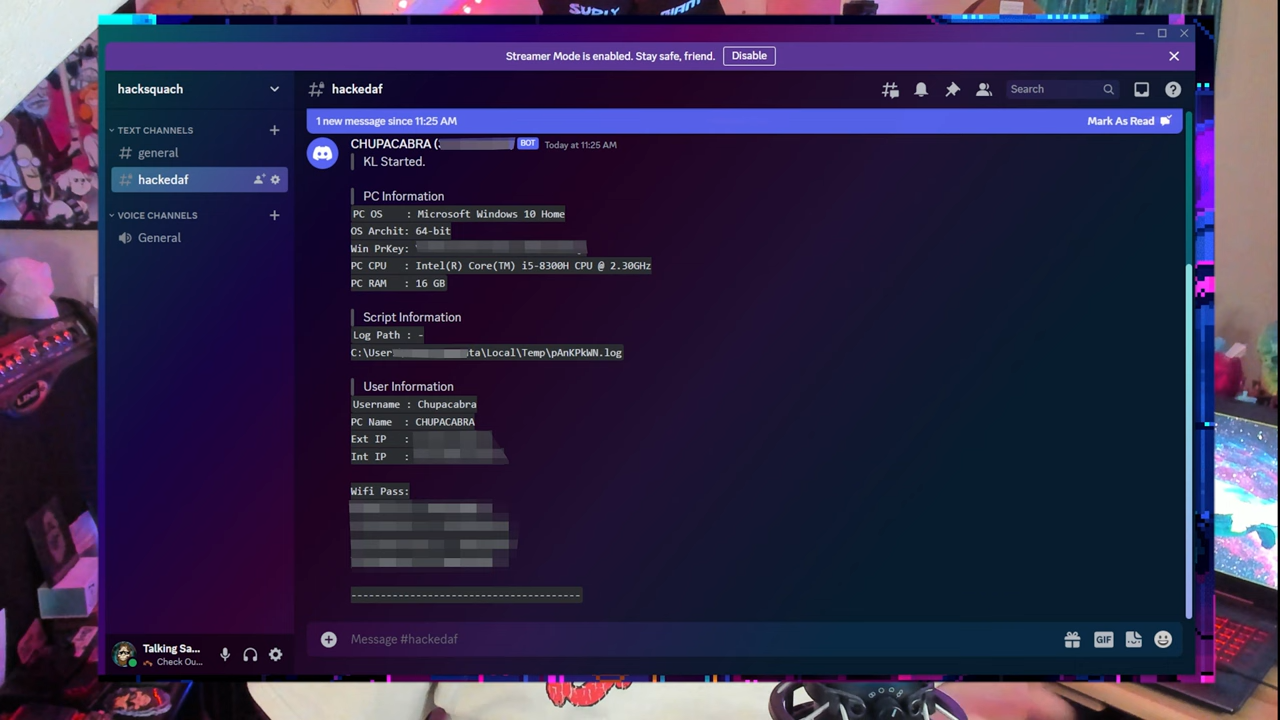 SURLY
GIANT
Streamer Mode is enabled. Stay safe, friend. Disable
hacksquach
hackedaf
Search
1 new message since 11:25 AM
Mark As Read
TEXT CHANNELS
general
hackedaf
VOICE CHANNELS
General
CHUPACABRA (
BOT
Today at 11:25 AM
KL Started.
PC Information
PC OS : Microsoft Windows 10 Home
OS Archit: 64-bit
Win PrKey:
PC CPU : Intel(R) Core(TM) i5-8300H CPU @ 2.30GHz
PC RAM : 16 GB
Script Information
Log Path : -
C:\User ta\Local\Temp\pAnKPkWN.log
User Information
Username : Chupacabra
PC Name : CHUPACABRA
Ext IP :
Int IP :
Wifi Pass:
-------------------------------------
Message #hackedaf
GIF
Talking Sa...
Check Ou...
LINE